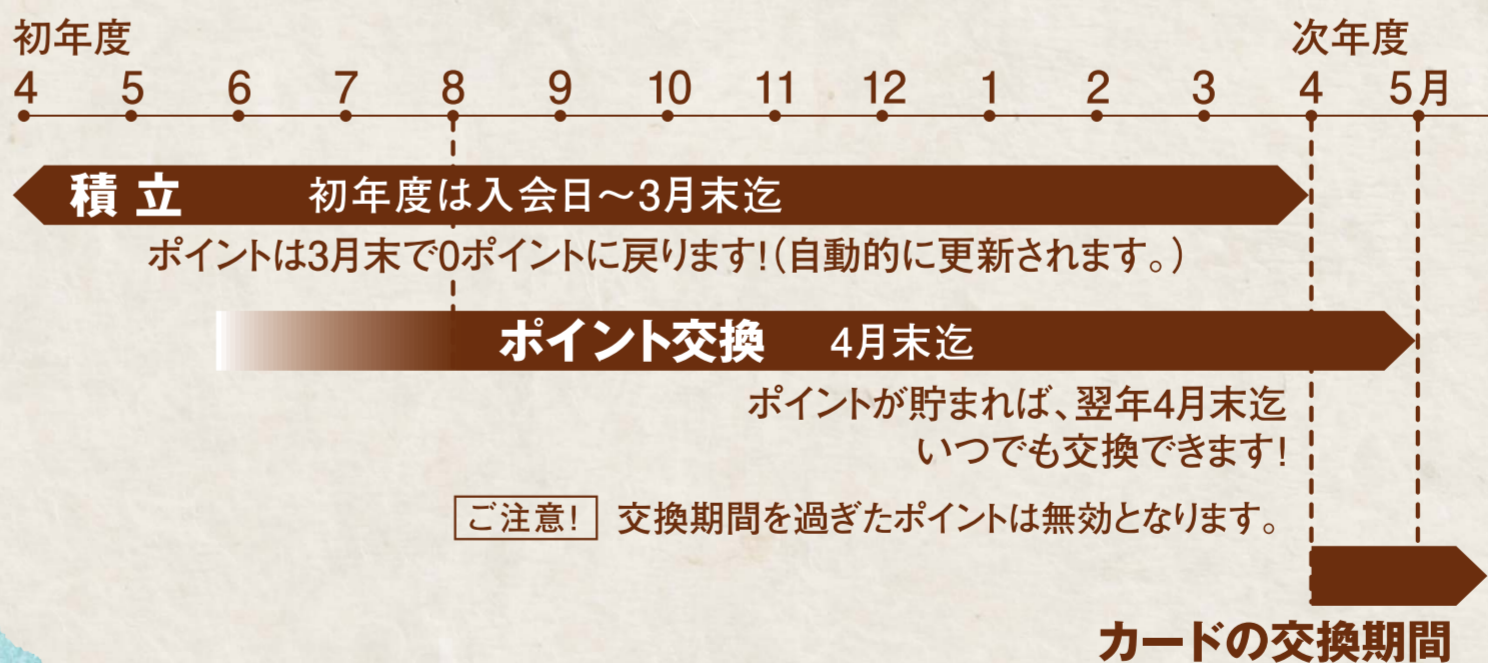 初年度 次年度
4 5 6 7 8 9 10 11 12 1 2 3 4 5月
積立 初年度は入会日～3月末迄
ポイントは3月末で0ポイントに戻ります!(自動的に更新されます。)
ポイント交換 4月末迄
ポイントが貯まれば、翌年4月末迄
いつでも交換できます!
ご注意! 交換期間を過ぎたポイントは無効となります。
カードの交換期間